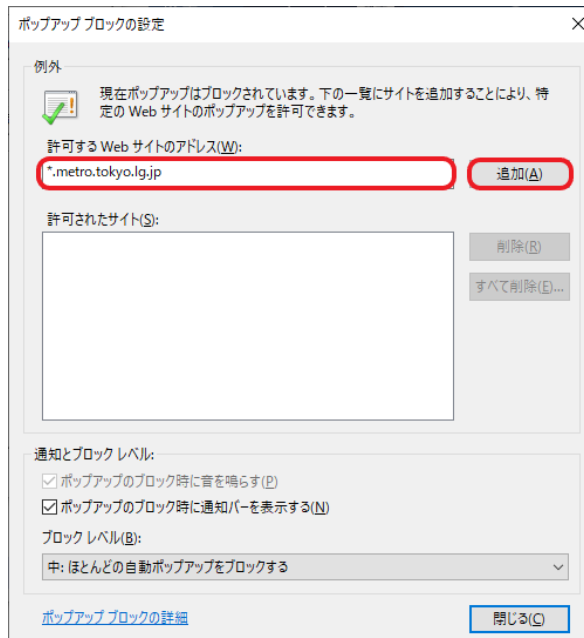 ポップアップ ブロックの設定
例外
現在ポップアップはブロックされています。下の一覧にサイトを追加することにより、特
定の Web サイトのポップアップを許可できます。
許可する Web サイトのアドレス(W):
*.metro.tokyo.lg.jp
追加(A)
許可されたサイト(S):
削除(R)
すべて削除(E)...
通知とブロック レベル:
ポップアップのブロック時に音を鳴らす(P)
ポップアップのブロック時に通知バーを表示する(N)
ブロック レベル(B):
中: ほとんどの自動ポップアップをブロックする
ポップアップ ブロックの詳細
閉じる(C)